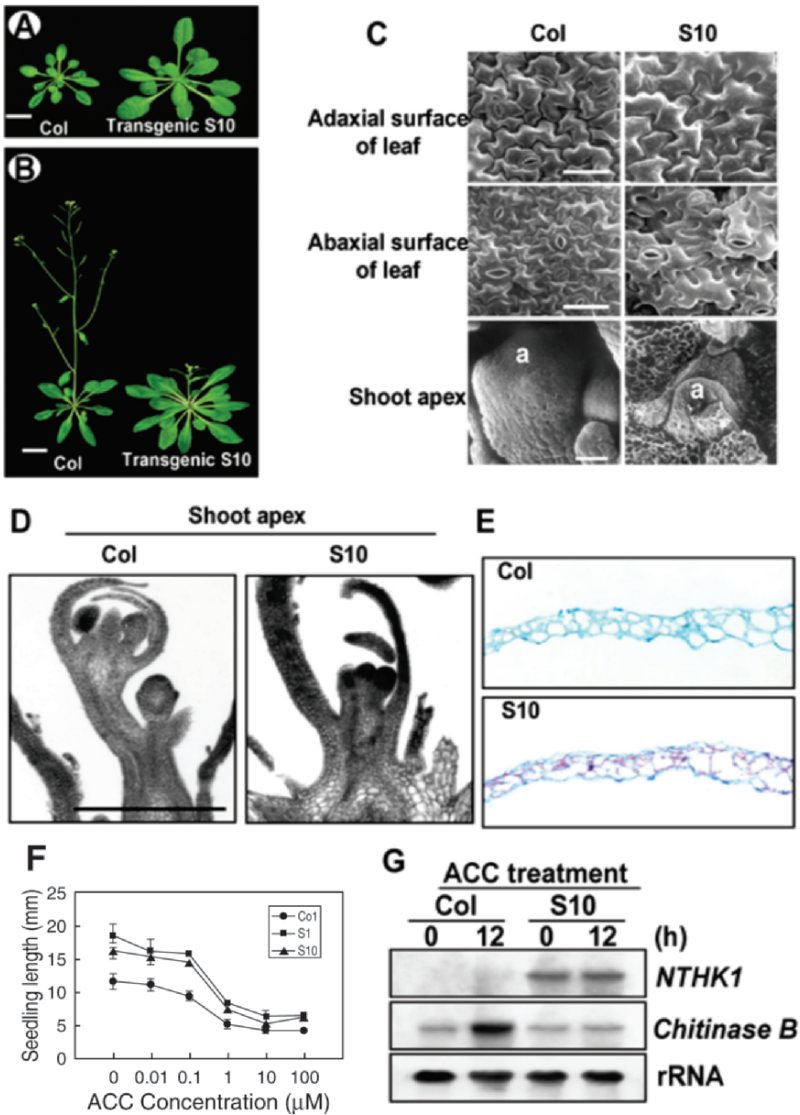 A
Col
Transgenic S10
B
Col
Transgenic S10
C
Col
S10
Adaxial surface
of leaf
Abaxial surface
of leaf
Shoot apex
a
a
D
Shoot apex
Col
S10
E
Col
S10
F
Seedling length (mm)
25
20
15
10
5
0
Co1
S1
S10
0
0.01
0.1
1
10
100
ACC Concentration (µM)
G
ACC treatment
Col
S10
0
12
0
12
(h)
NTHK1
Chitinase B
rRNA